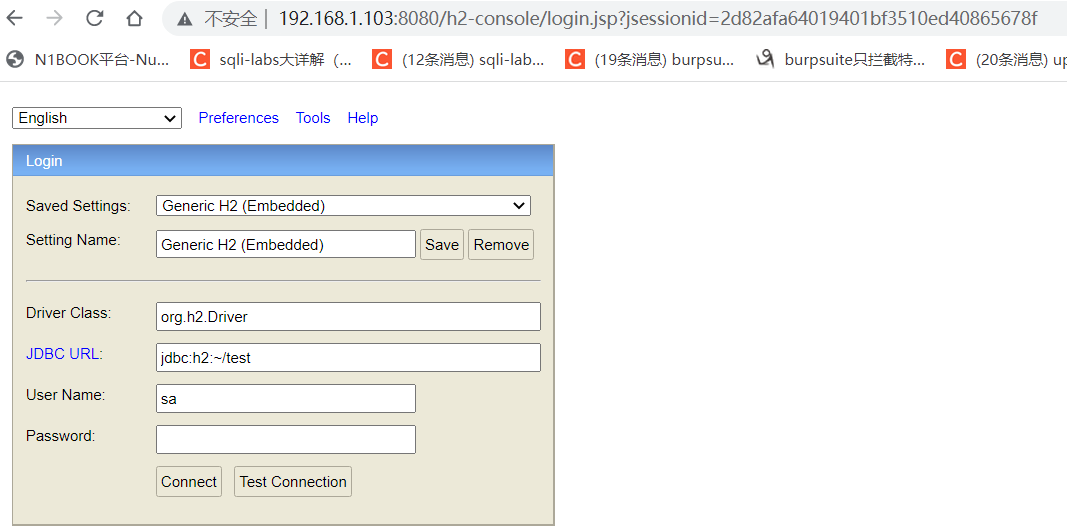 不安全 | 192.168.1.103:8080/h2-console/login.jsp?jsessionid=2d82afa64019401bf3510ed40865678f
N1BOOK平台-Nu... sqli-labs大详解（... (12条消息) sqli-lab... (19条消息) burpsu... burpsuite只拦截特... (20条消息) up
English Preferences Tools Help
Login
Saved Settings: Generic H2 (Embedded)
Setting Name: Generic H2 (Embedded) Save Remove
Driver Class: org.h2.Driver
JDBC URL: jdbc:h2:~/test
User Name: sa
Password:
Connect Test Connection